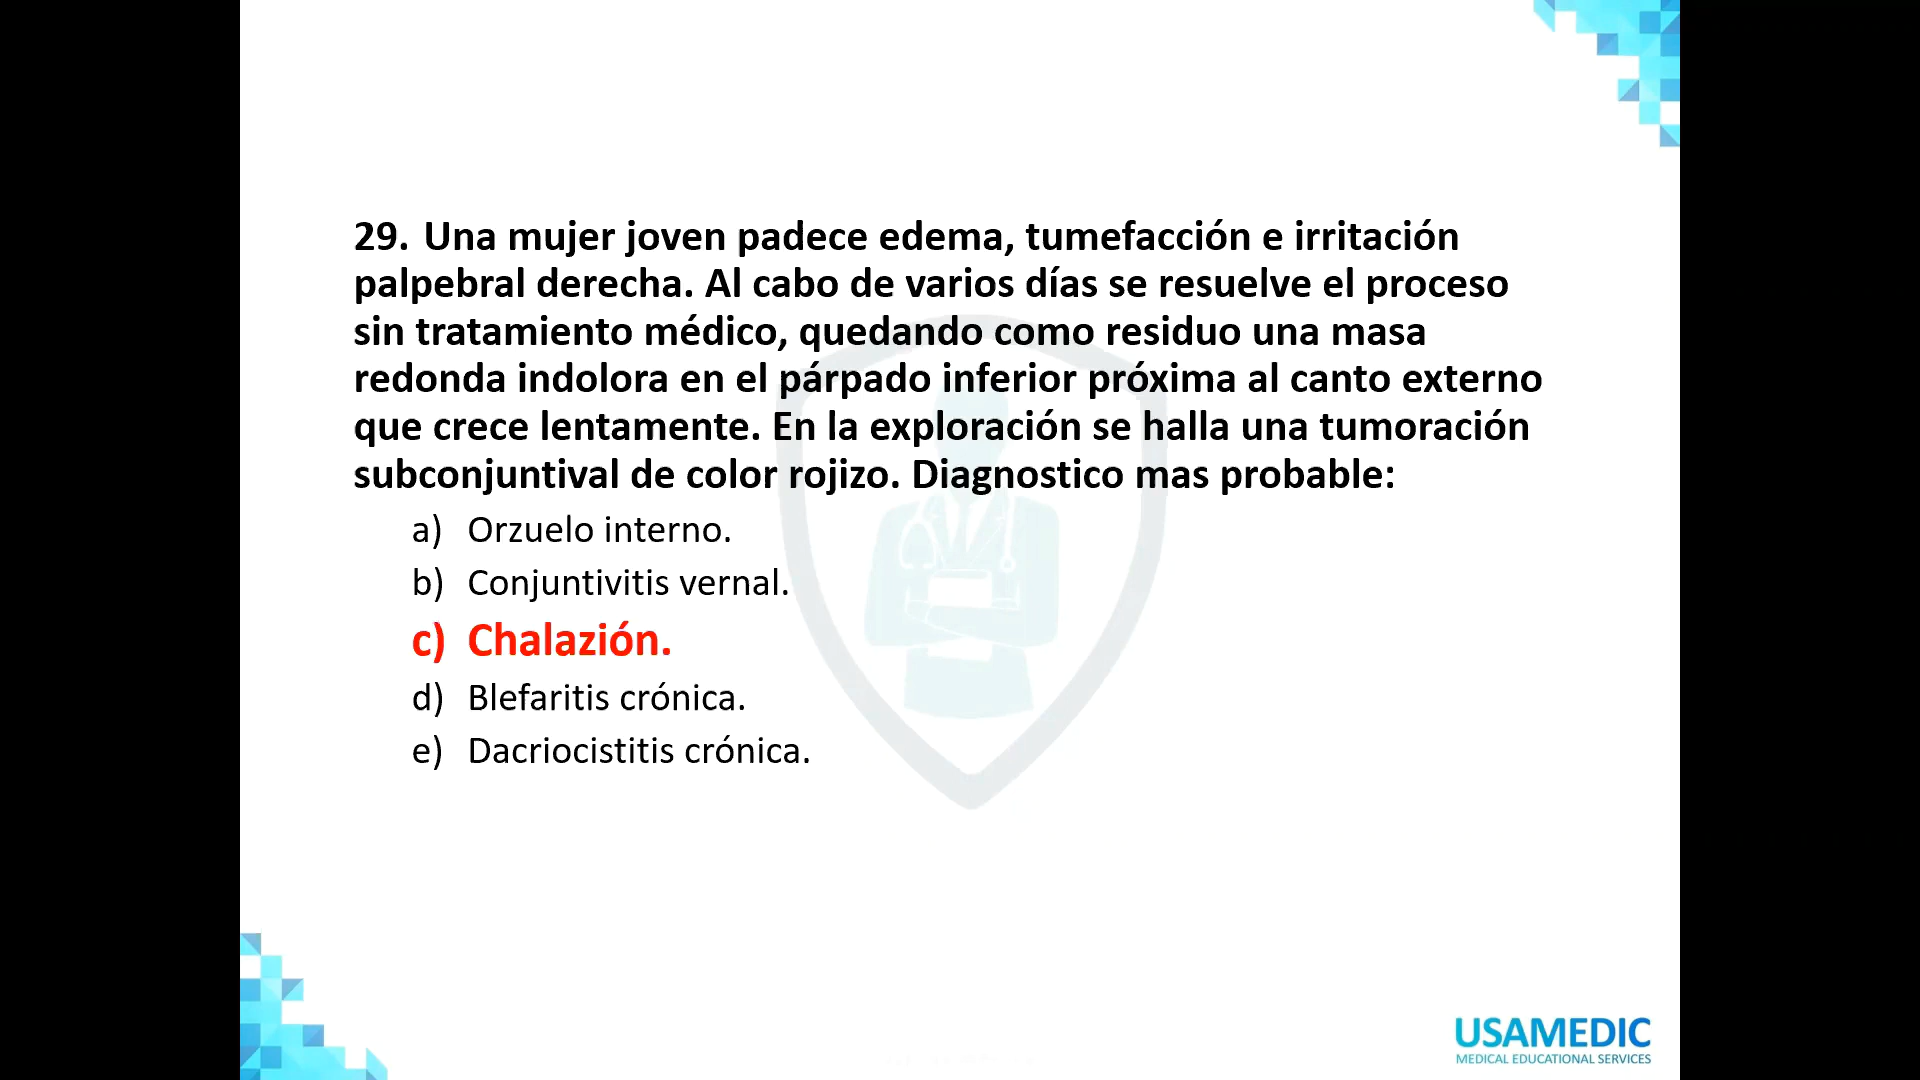 29. Una mujer joven padece edema, tumefacción e irritación
palpebral derecha. Al cabo de varios días se resuelve el proceso
sin tratamiento médico, quedando como residuo una masa
redonda indolora en el párpado inferior próxima al canto externo
que crece lentamente. En la exploración se halla una tumoración
subconjuntival de color rojizo. Diagnostico mas probable:
a) Orzuelo interno.
b) Conjuntivitis vernal.
c) Chalazión.
d) Blefaritis crónica.
e) Dacriocistitis crónica.
USAMEDIC
MEDICAL EDUCATIONAL SERVICES